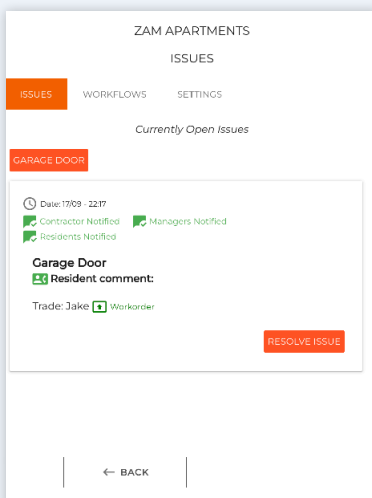 ZAM APARTMENTS
ISSUES
ISSUES WORKFLOWS SETTINGS
Currently Open Issues
GARAGE DOOR
Date: 17/09 - 22:17
Contractor Notified Managers Notified
Residents Notified
Garage Door
Resident comment:
Trade: Jake Workorder
RESOLVE ISSUE
← BACK